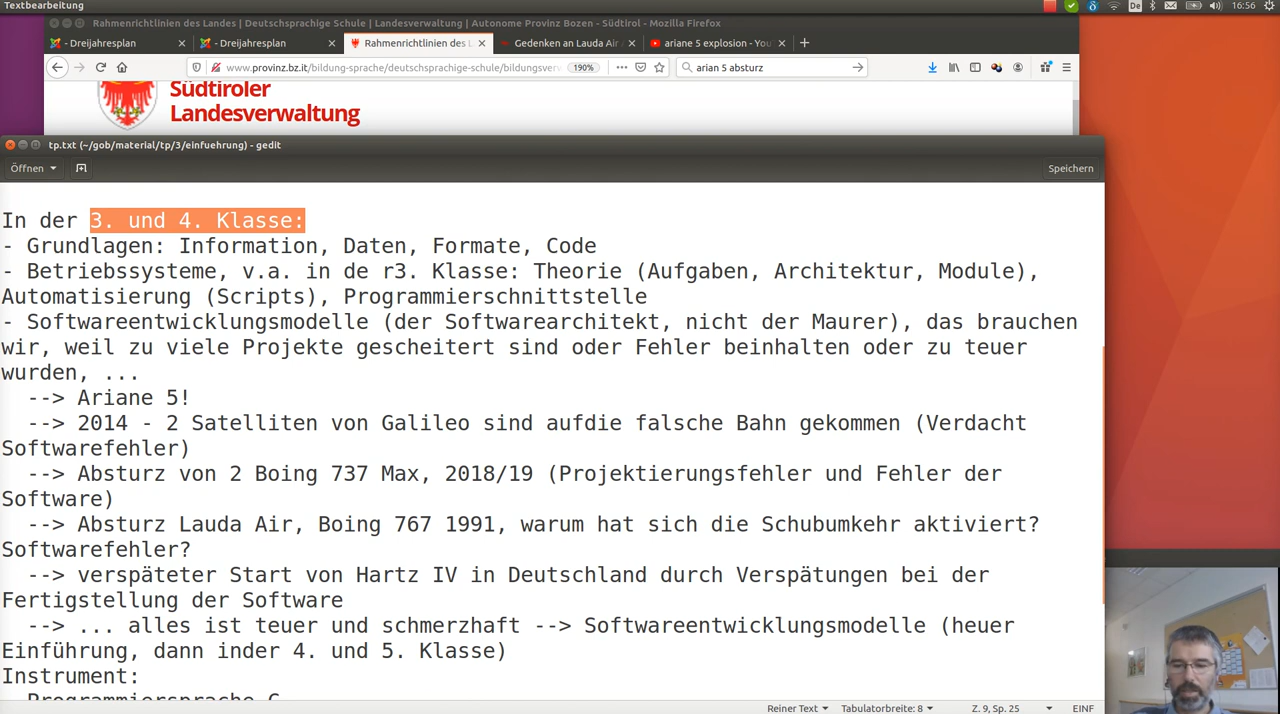 Textbearbeitung
De
16:56
Rahmenrichtlinien des Landes | Deutschsprachige Schule | Landesverwaltung | Autonome Provinz Bozen - Südtirol - Mozilla Firefox
- Dreijahresplan
- Dreijahresplan
Rahmenrichtlinien des L
Gedenken an Lauda Air
ariane 5 explosion - You
www.provinz.bz.it/bildung-sprache/deutschsprachige-schule/bildungsverv
190%
arian 5 absturz
Südtiroler
Landesverwaltung
tp.txt (~/gob/material/tp/3/einfuehrung) - gedit
Öffnen
Speichern
In der 3. und 4. Klasse:
- Grundlagen: Information, Daten, Formate, Code
- Betriebssysteme, v.a. in de r3. Klasse: Theorie (Aufgaben, Architektur, Module),
Automatisierung (Scripts), Programmierschnittstelle
- Softwareentwicklungsmodelle (der Softwarearchitekt, nicht der Maurer), das brauchen
wir, weil zu viele Projekte gescheitert sind oder Fehler beinhalten oder zu teuer
wurden, ...
--> Ariane 5!
--> 2014 - 2 Satelliten von Galileo sind aufdie falsche Bahn gekommen (Verdacht
Softwarefehler)
--> Absturz von 2 Boing 737 Max, 2018/19 (Projektierungsfehler und Fehler der
Software)
--> Absturz Lauda Air, Boing 767 1991, warum hat sich die Schubumkehr aktiviert?
Softwarefehler?
--> verspäteter Start von Hartz IV in Deutschland durch Verspätungen bei der
Fertigstellung der Software
--> ... alles ist teuer und schmerzhaft --> Softwareentwicklungsmodelle (heuer
Einführung, dann inder 4. und 5. Klasse)
Instrument:
- Programmiersprache C
Reiner Text
Tabulatorbreite: 8
Z. 9, Sp. 25
EINF